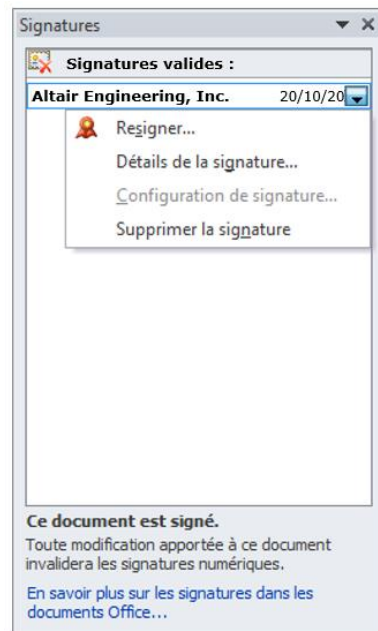 Signatures
Signatures valides :
Altair Engineering, Inc. 20/10/20
Resigner...
Détails de la signature...
Configuration de signature...
Supprimer la signature
Ce document est signé.
Toute modification apportée à ce document
invalidera les signatures numériques.
En savoir plus sur les signatures dans les
documents Office...